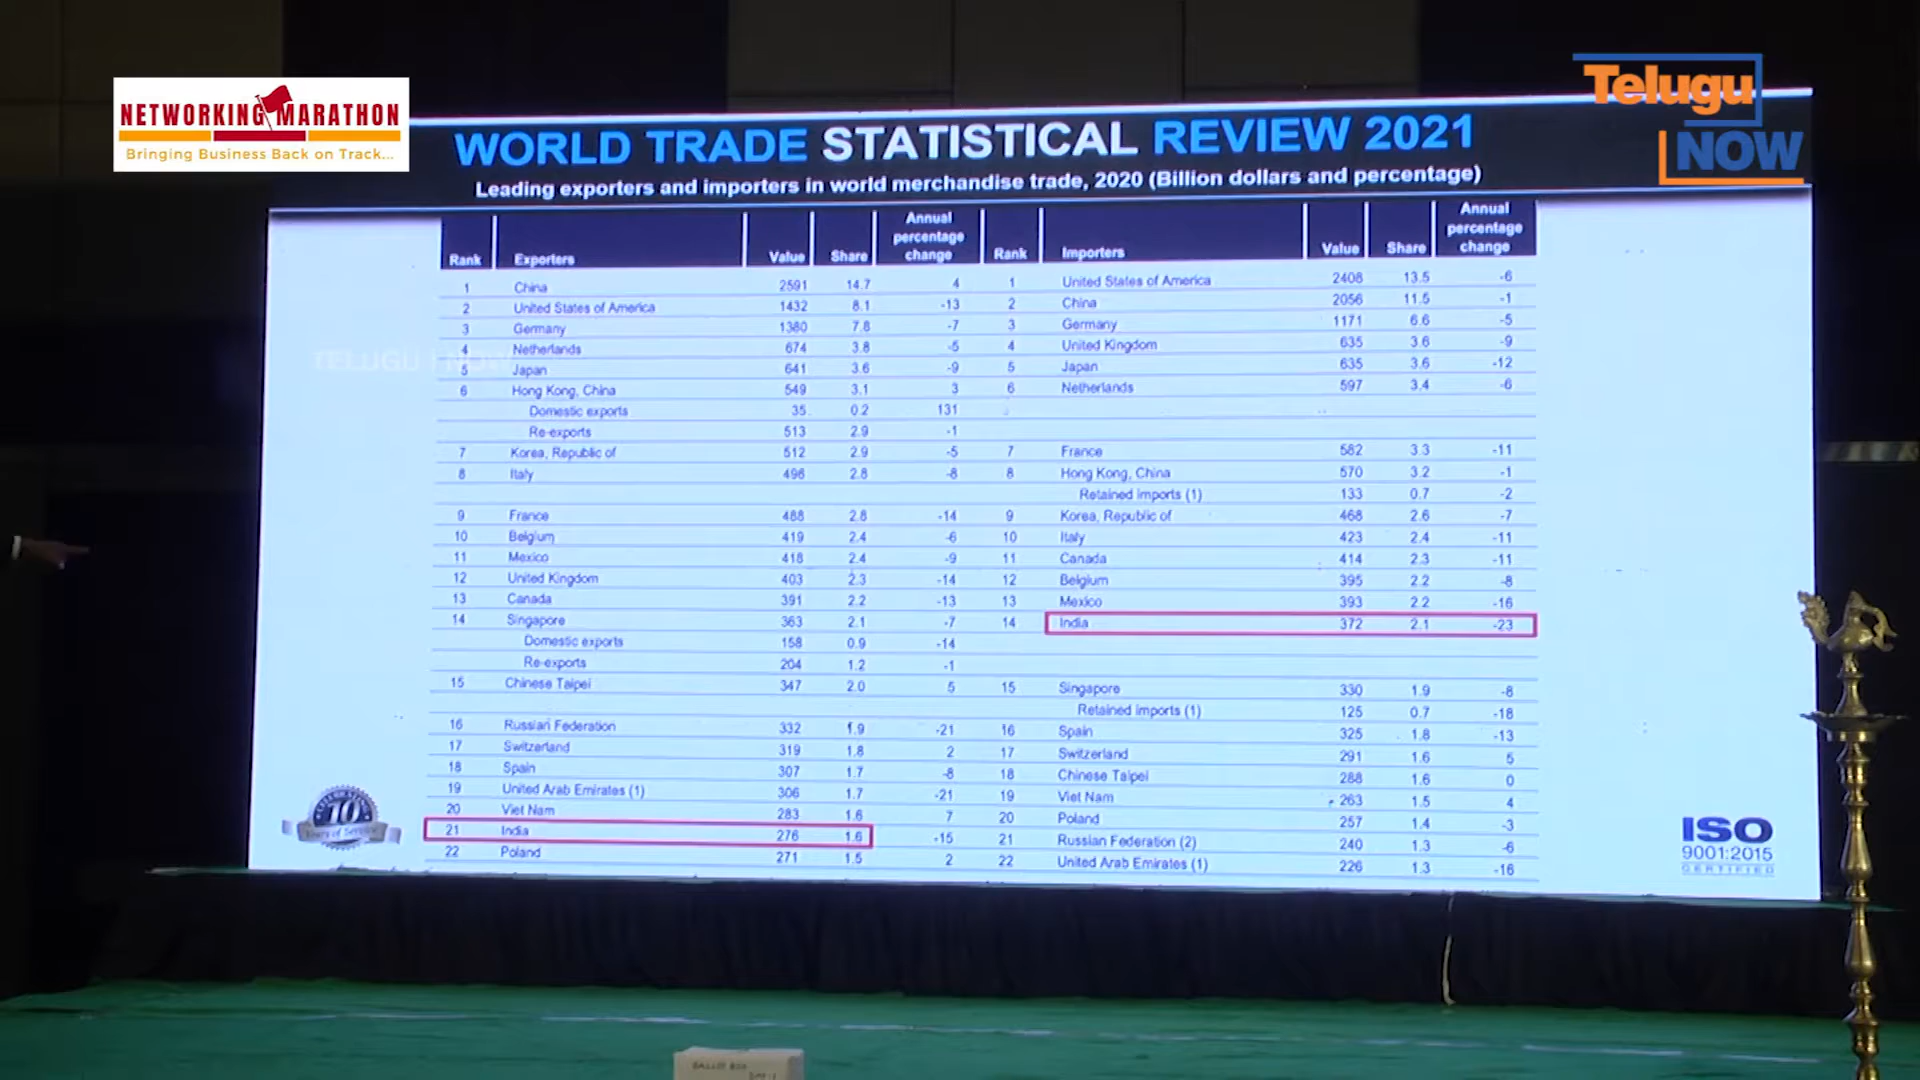 NETWORKING MARATHON
Bringing Business Back on Track...
Telugu
NOW
WORLD TRADE STATISTICAL REVIEW 2021
Leading exporters and importers in world merchandise trade, 2020 (Billion dollars and percentage)
Rank Exporters Value Share Annual percentage change Rank Importers Value Share Annual percentage change
1 China 2591 14.7 4 1 United States of America 2408 13.5 -6
2 United States of America 1432 8.1 -13 2 China 2056 11.5 -1
3 Germany 1380 7.8 -7 3 Germany 1171 6.6 -5
4 Netherlands 674 3.8 -5 4 United Kingdom 635 3.6 -9
TELUGU NOW
5 Japan 641 3.6 -9 5 Japan 635 3.6 -12
6 Hong Kong, China 549 3.1 3 6 Netherlands 597 3.4 -6
Domestic exports 35 0.2 131
Re-exports 513 2.9 -1
7 Korea, Republic of 512 2.9 -5 7 France 582 3.3 -11
8 Italy 496 2.8 -8 8 Hong Kong, China 570 3.2 -1
Retained imports (1) 133 0.7 -2
9 France 488 2.8 -14 9 Korea, Republic of 468 2.6 -7
10 Belgium 419 2.4 -6 10 Italy 423 2.4 -11
11 Mexico 418 2.4 -9 11 Canada 414 2.3 -11
12 United Kingdom 403 2.3 -14 12 Belgium 395 2.2 -8
13 Canada 391 2.2 -13 13 Mexico 393 2.2 -16
14 Singapore 363 2.1 -7 14 India 372 2.1 -23
Domestic exports 158 0.9 -14
Re-exports 204 1.2 -1
15 Chinese Taipei 347 2.0 5 15 Singapore 330 1.9 -8
Retained imports (1) 125 0.7 -18
16 Russian Federation 332 1.9 -21 16 Spain 325 1.8 -13
17 Switzerland 319 1.8 2 17 Switzerland 291 1.6 5
18 Spain 307 1.7 -8 18 Chinese Taipei 288 1.6 0
19 United Arab Emirates (1) 306 1.7 -21 19 Viet Nam 263 1.5 4
20 Viet Nam 283 1.6 7 20 Poland 257 1.4 -3
21 India 276 1.6 -15 21 Russian Federation (2) 240 1.3 -6
22 Poland 271 1.5 2 22 United Arab Emirates (1) 226 1.3 -16
10
Years of Service
ISO
9001:2015
CERTIFIED
BALLOT BOX